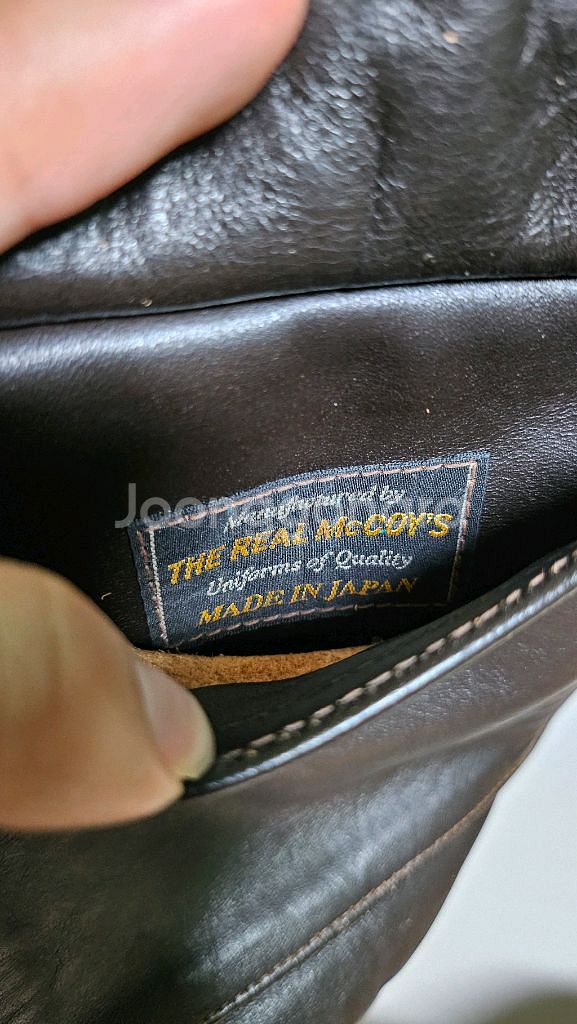 Manufactured by
THE REAL McCOY'S
Uniforms of Quality
MADE IN JAPAN